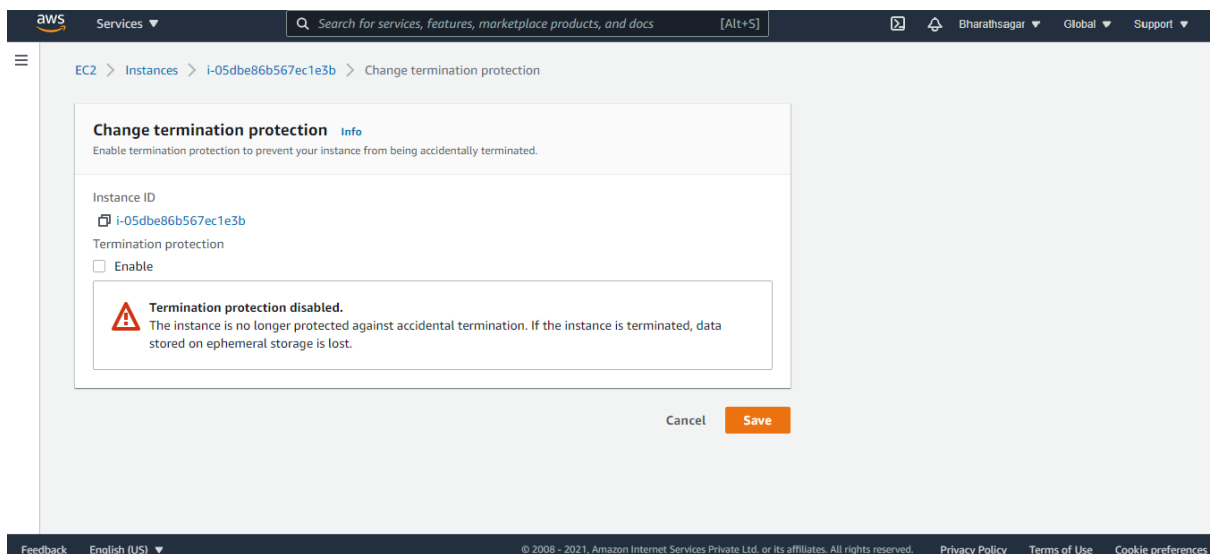 aws Services ▼ Search for services, features, marketplace products, and docs [Alt+S] Bharathsagar ▼ Global ▼ Support ▼
EC2 > Instances > i-05dbe86b567ec1e3b > Change termination protection
Change termination protection Info
Enable termination protection to prevent your instance from being accidentally terminated.
Instance ID
i-05dbe86b567ec1e3b
Termination protection
Enable
Termination protection disabled.
The instance is no longer protected against accidental termination. If the instance is terminated, data
stored on ephemeral storage is lost.
Cancel Save
Feedback English (US) ▼ © 2008 - 2021, Amazon Internet Services Private Ltd. or its affiliates. All rights reserved. Privacy Policy Terms of Use Cookie preferences